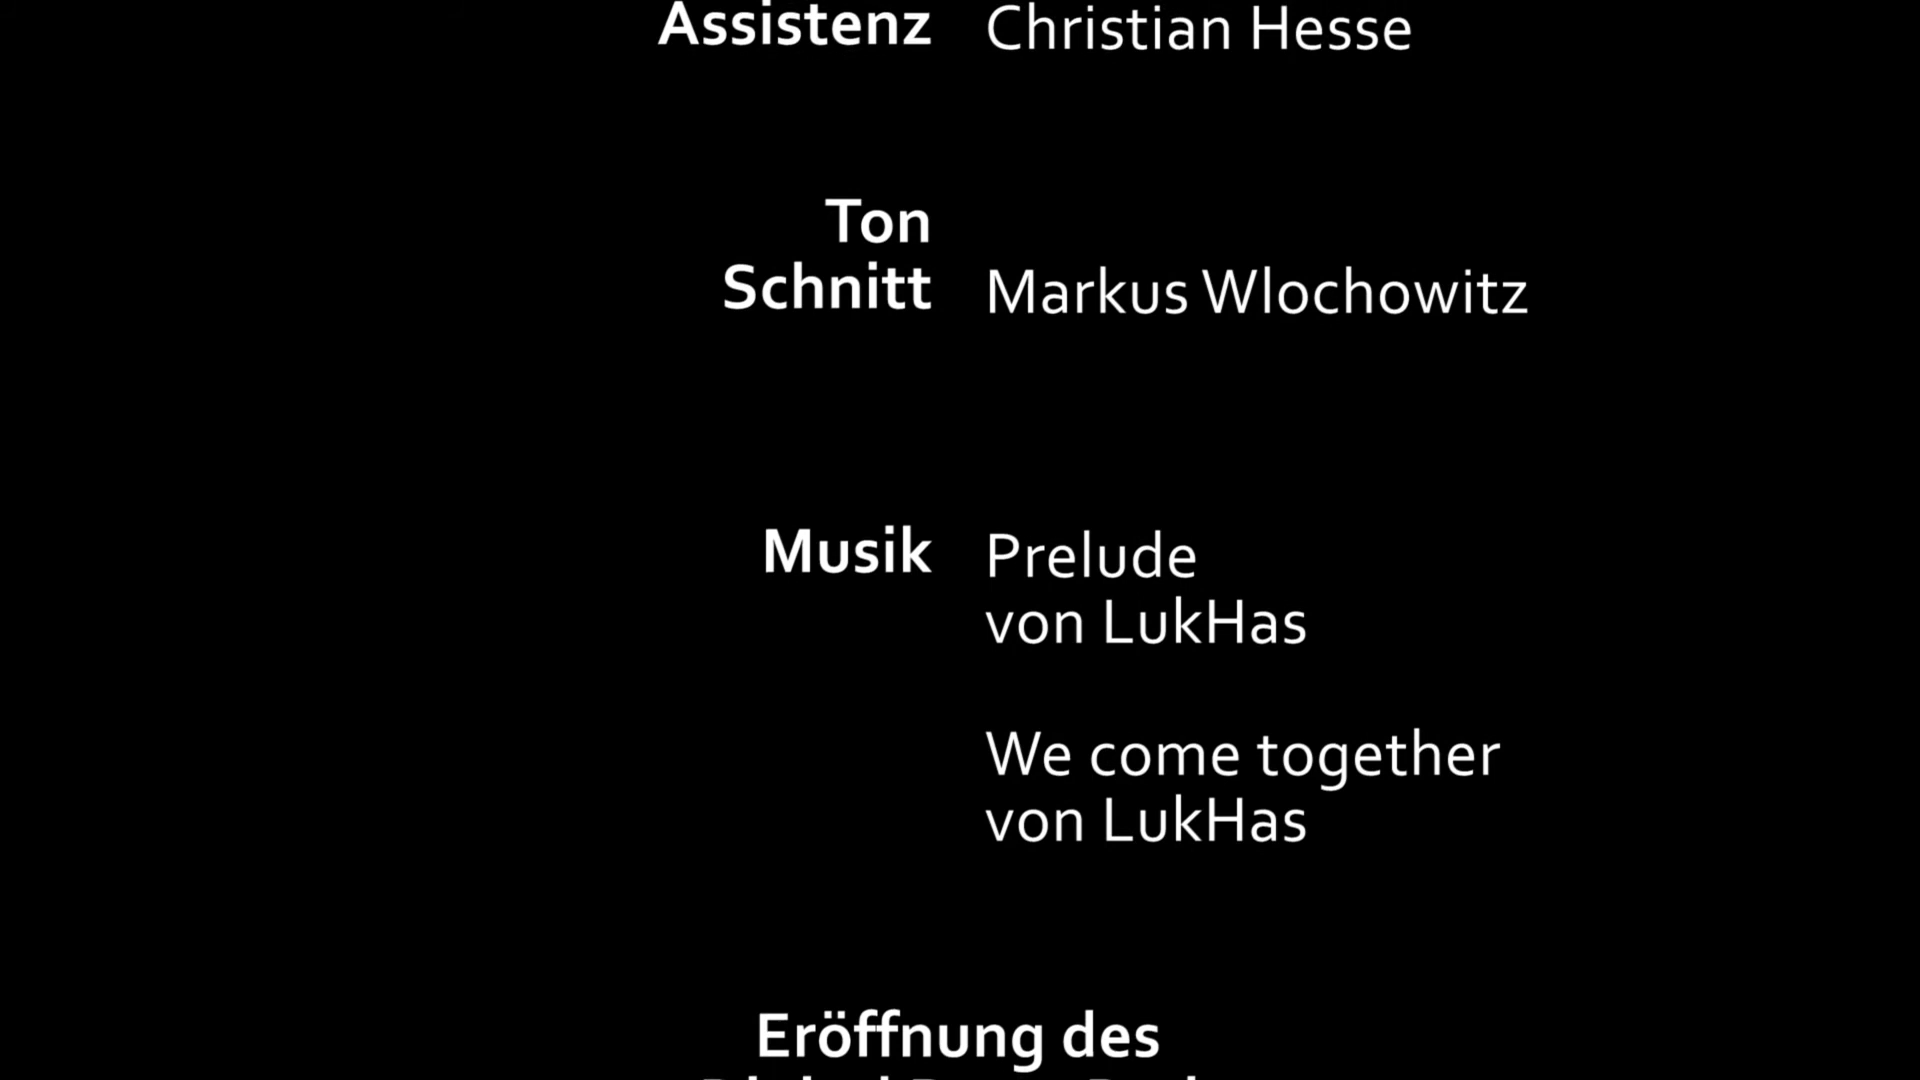 Assistenz Christian Hesse
Ton
Schnitt Markus Wlochowitz
Musik Prelude
von LukHas
We come together
von LukHas
Eröffnung des